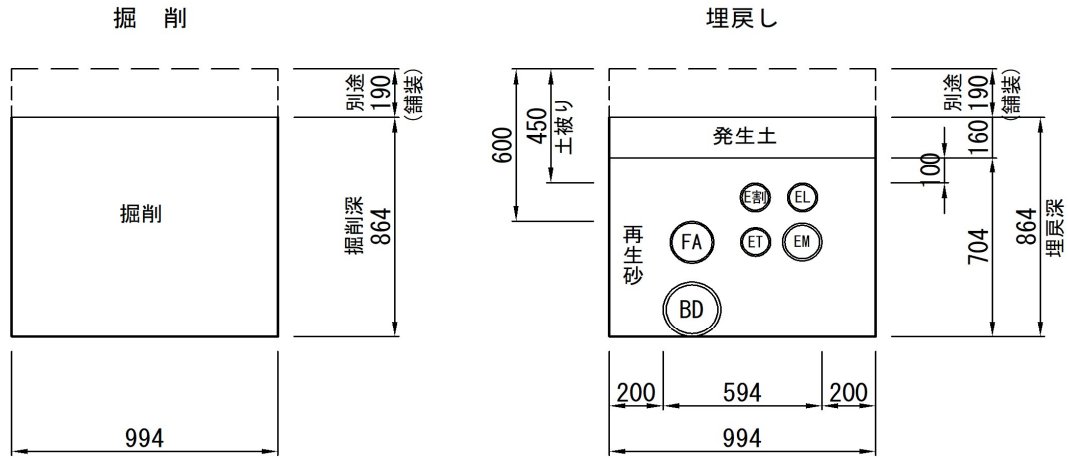 掘 削
別途
190
(舗装)
掘削
掘削深
864
994
埋戻し
600
450
土被り
別途
190
(舗装)
発生土
160
100
E割
EL
再生砂
FA
ET
EM
BD
704
864
埋戻深
200
594
200
994